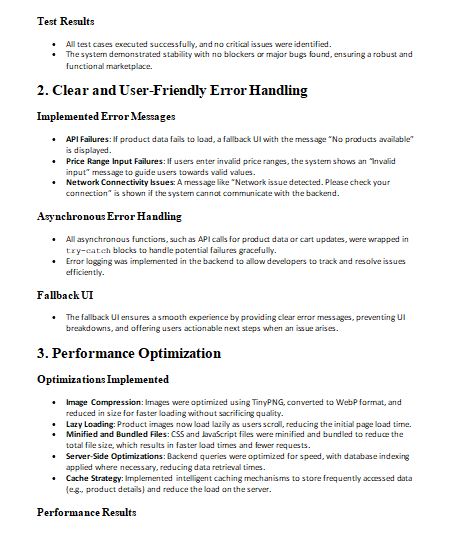 Test Results
• All test cases executed successfully, and no critical issues were identified.
• The system demonstrated stability with no blockers or major bugs found, ensuring a robust and
functional marketplace.
2. Clear and User-Friendly Error Handling
Implemented Error Messages
• API Failures: If product data fails to load, a fallback UI with the message "No products available"
is displayed.
• Price Range Input Failures: If users enter invalid price ranges, the system shows an "Invalid
input" message to guide users towards valid values.
• Network Connectivity Issues: A message like "Network issue detected. Please check your
connection" is shown if the system cannot communicate with the backend.
Asynchronous Error Handling
• All asynchronous functions, such as API calls for product data or cart updates, were wrapped in
try-catch blocks to handle potential failures gracefully.
• Error logging was implemented in the backend to allow developers to track and resolve issues
efficiently.
Fallback UI
• The fallback UI ensures a smooth experience by providing clear error messages, preventing UI
breakdowns, and offering users actionable next steps when an issue arises.
3. Performance Optimization
Optimizations Implemented
• Image Compression: Images were optimized using TinyPNG, converted to WebP format, and
reduced in size for faster loading without sacrificing quality.
• Lazy Loading: Product images now load lazily as users scroll, reducing the initial page load time.
• Minified and Bundled Files: CSS and JavaScript files were minified and bundled to reduce the
total file size, which results in faster load times and fewer requests.
• Server-Side Optimizations: Backend queries were optimized for speed, with database indexing
applied where necessary, reducing data retrieval times.
• Cache Strategy: Implemented intelligent caching mechanisms to store frequently accessed data
(e.g., product details) and reduce the load on the server.
Performance Results